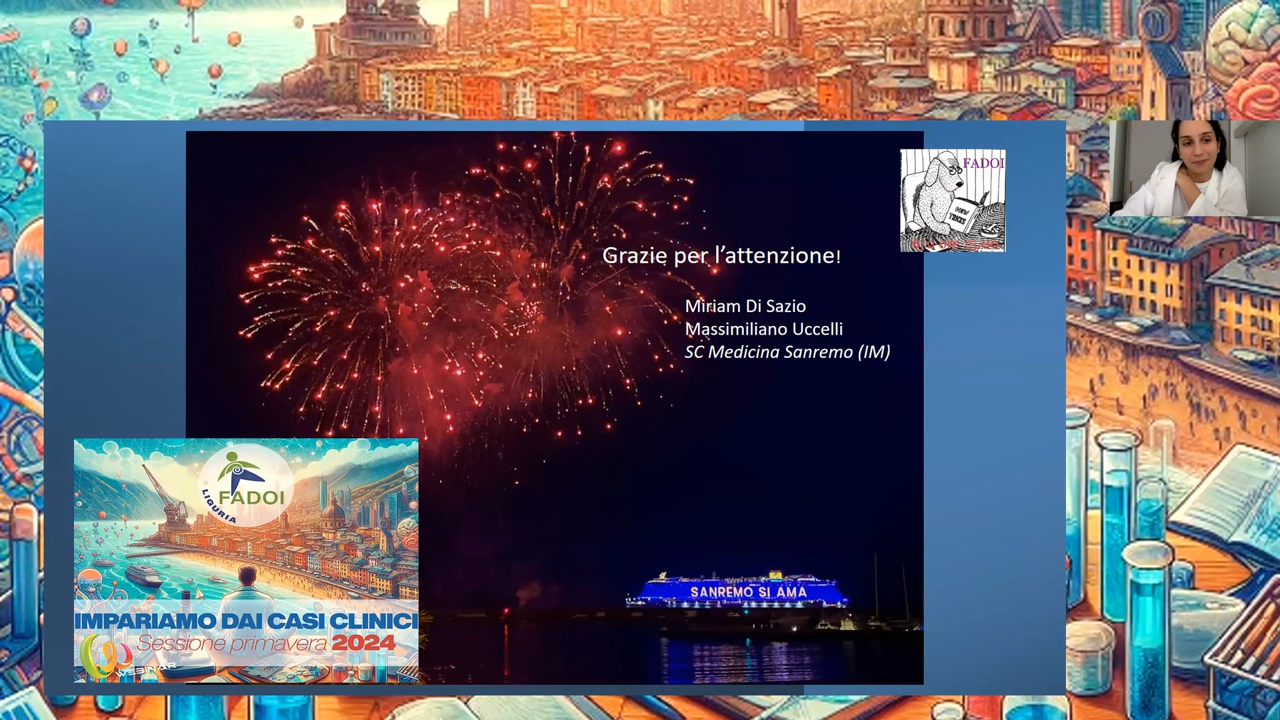 FADOI
Grazie per l'attenzione!
Miriam Di Sazio
Massimiliano Uccelli
SC Medicina Sanremo (IM)
SANREMO SI AMA
FADOI
LIGURIA
IMPARIAMO DAI CASI CLINICI
Sessione primavera 2024
WEBINAR